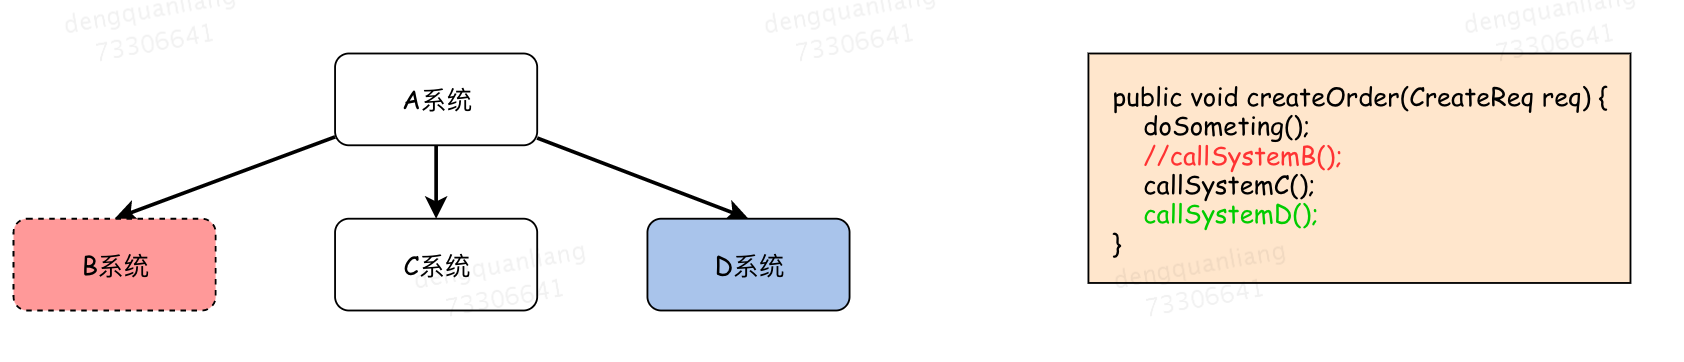 dengquanliang
73306641
dengquanliang
73306641
dengquanliang
73306641
A系统
B系统
C系统
D系统
dengquanliang
73306641
public void createOrder(CreateReq req) {
doSometing();
//callSystemB();
callSystemC();
callSystemD();
}
dengquanliang
73306641